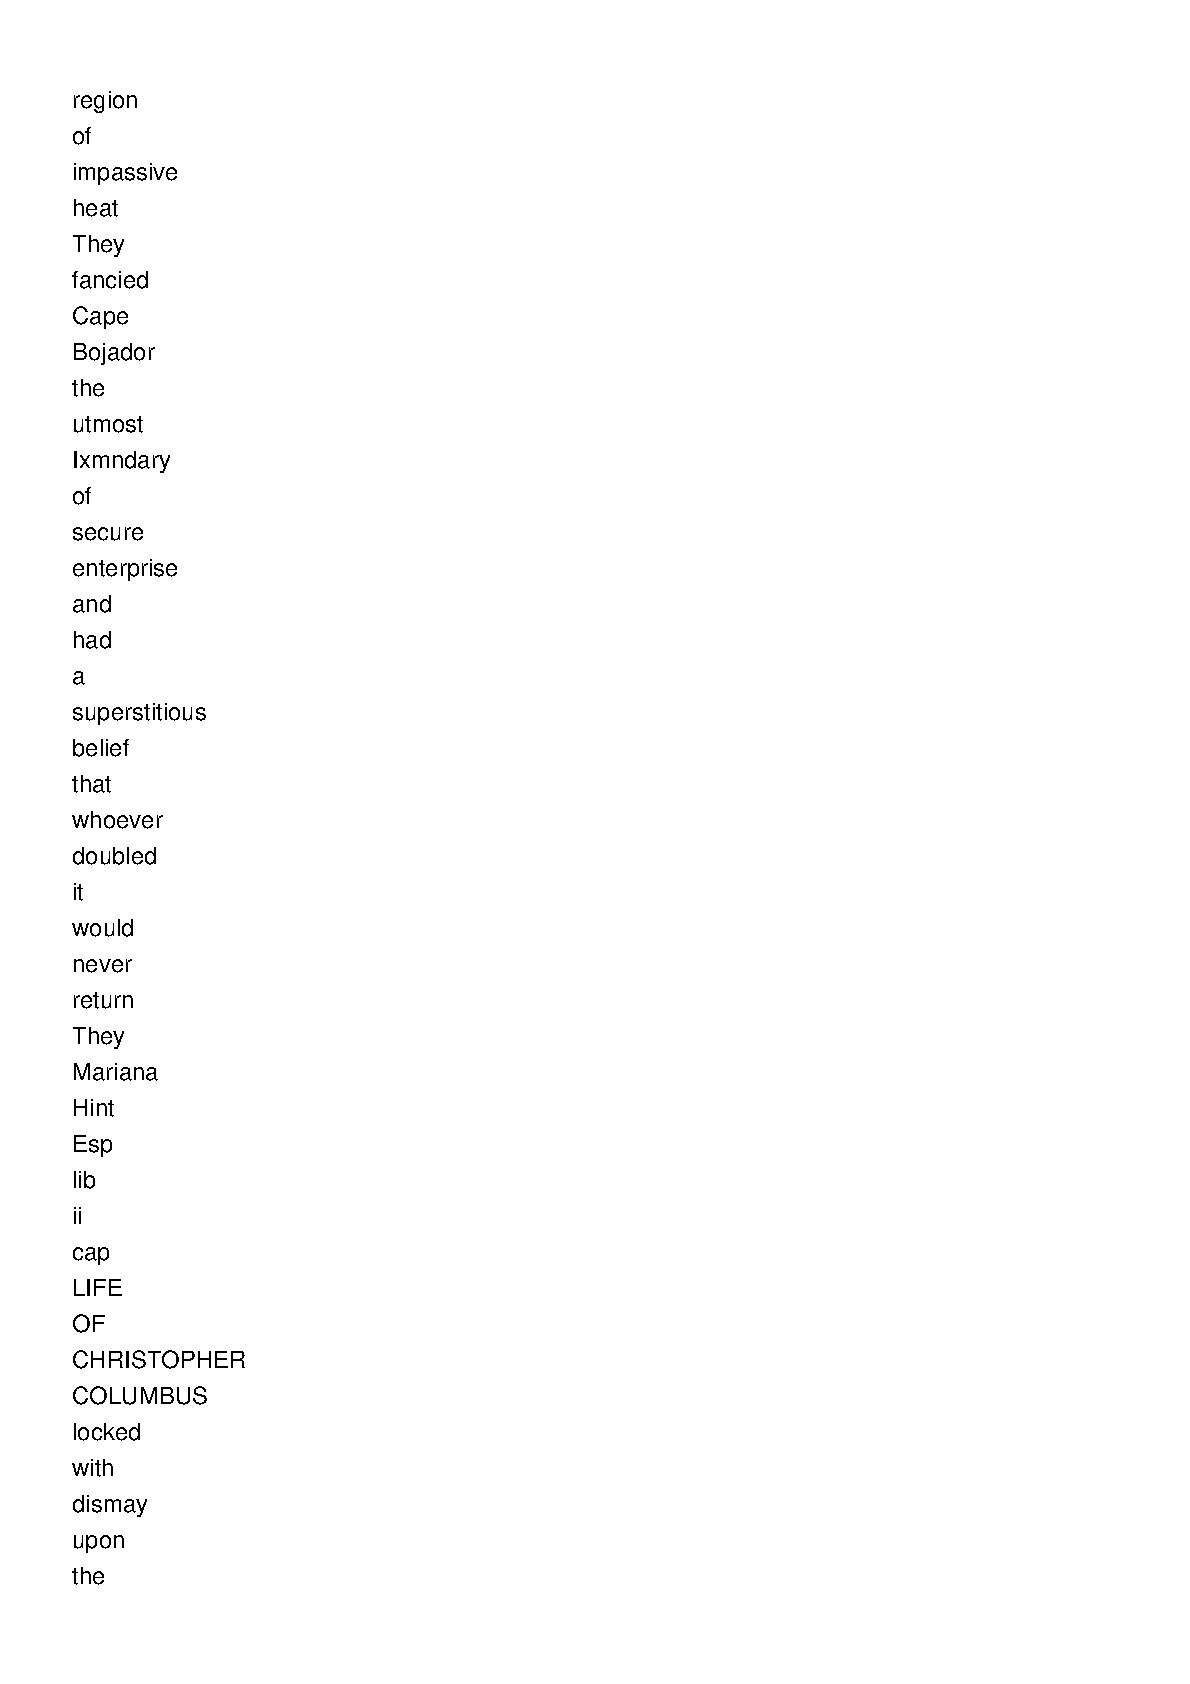 region
of
impassive
heat
They
fancied
Cape
Bojador
the
utmost
Ixmndary
of
secure
enterprise
and
had
a
superstitious
belief
that
whoever
doubled
it
would
never
return
They
Mariana
Hint
Esp
lib
ii
cap
LIFE
OF
CHRISTOPHER
COLUMBUS
locked
with
dismay
upon
the